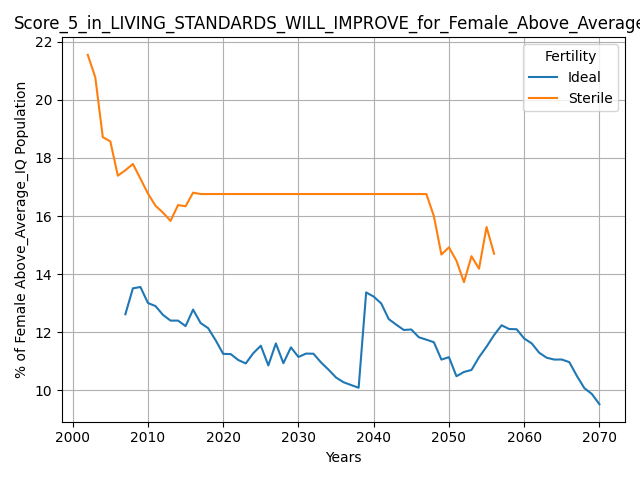 Score_5_in_LIVING_STANDARDS_WILL_IMPROVE_for_Female_Above_Average
% of Female Above_Average_IQ Population
22
20
18
16
14
12
10
Fertility
Ideal
Sterile
2000 2010 2020 2030 2040 2050 2060 2070
Years